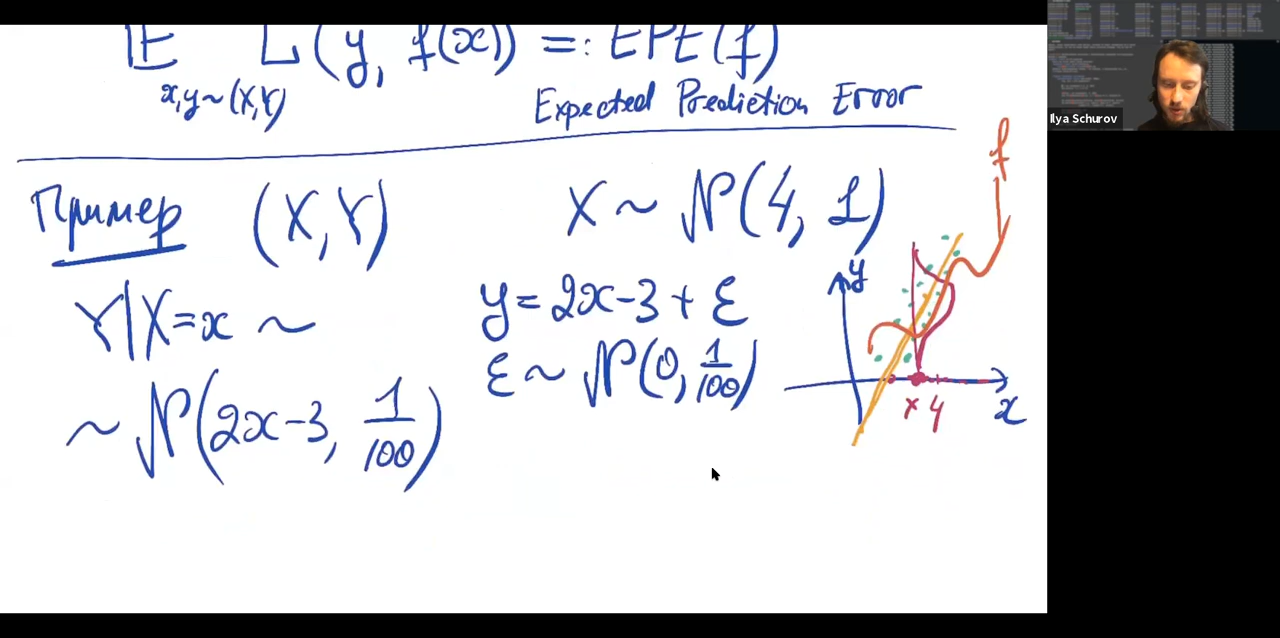 𝔼 L(y, f(x)) =: EPE(f)
x,y~(X,Y)
Expected Prediction Error
Ilya Schurov
Пример (X,Y) X ~ N(4, 1)
f
Y|X=x ~ y=2x-3+ε
y
~ N(2x-3, 1/100) ε ~ N(0, 1/100)
x 4 x